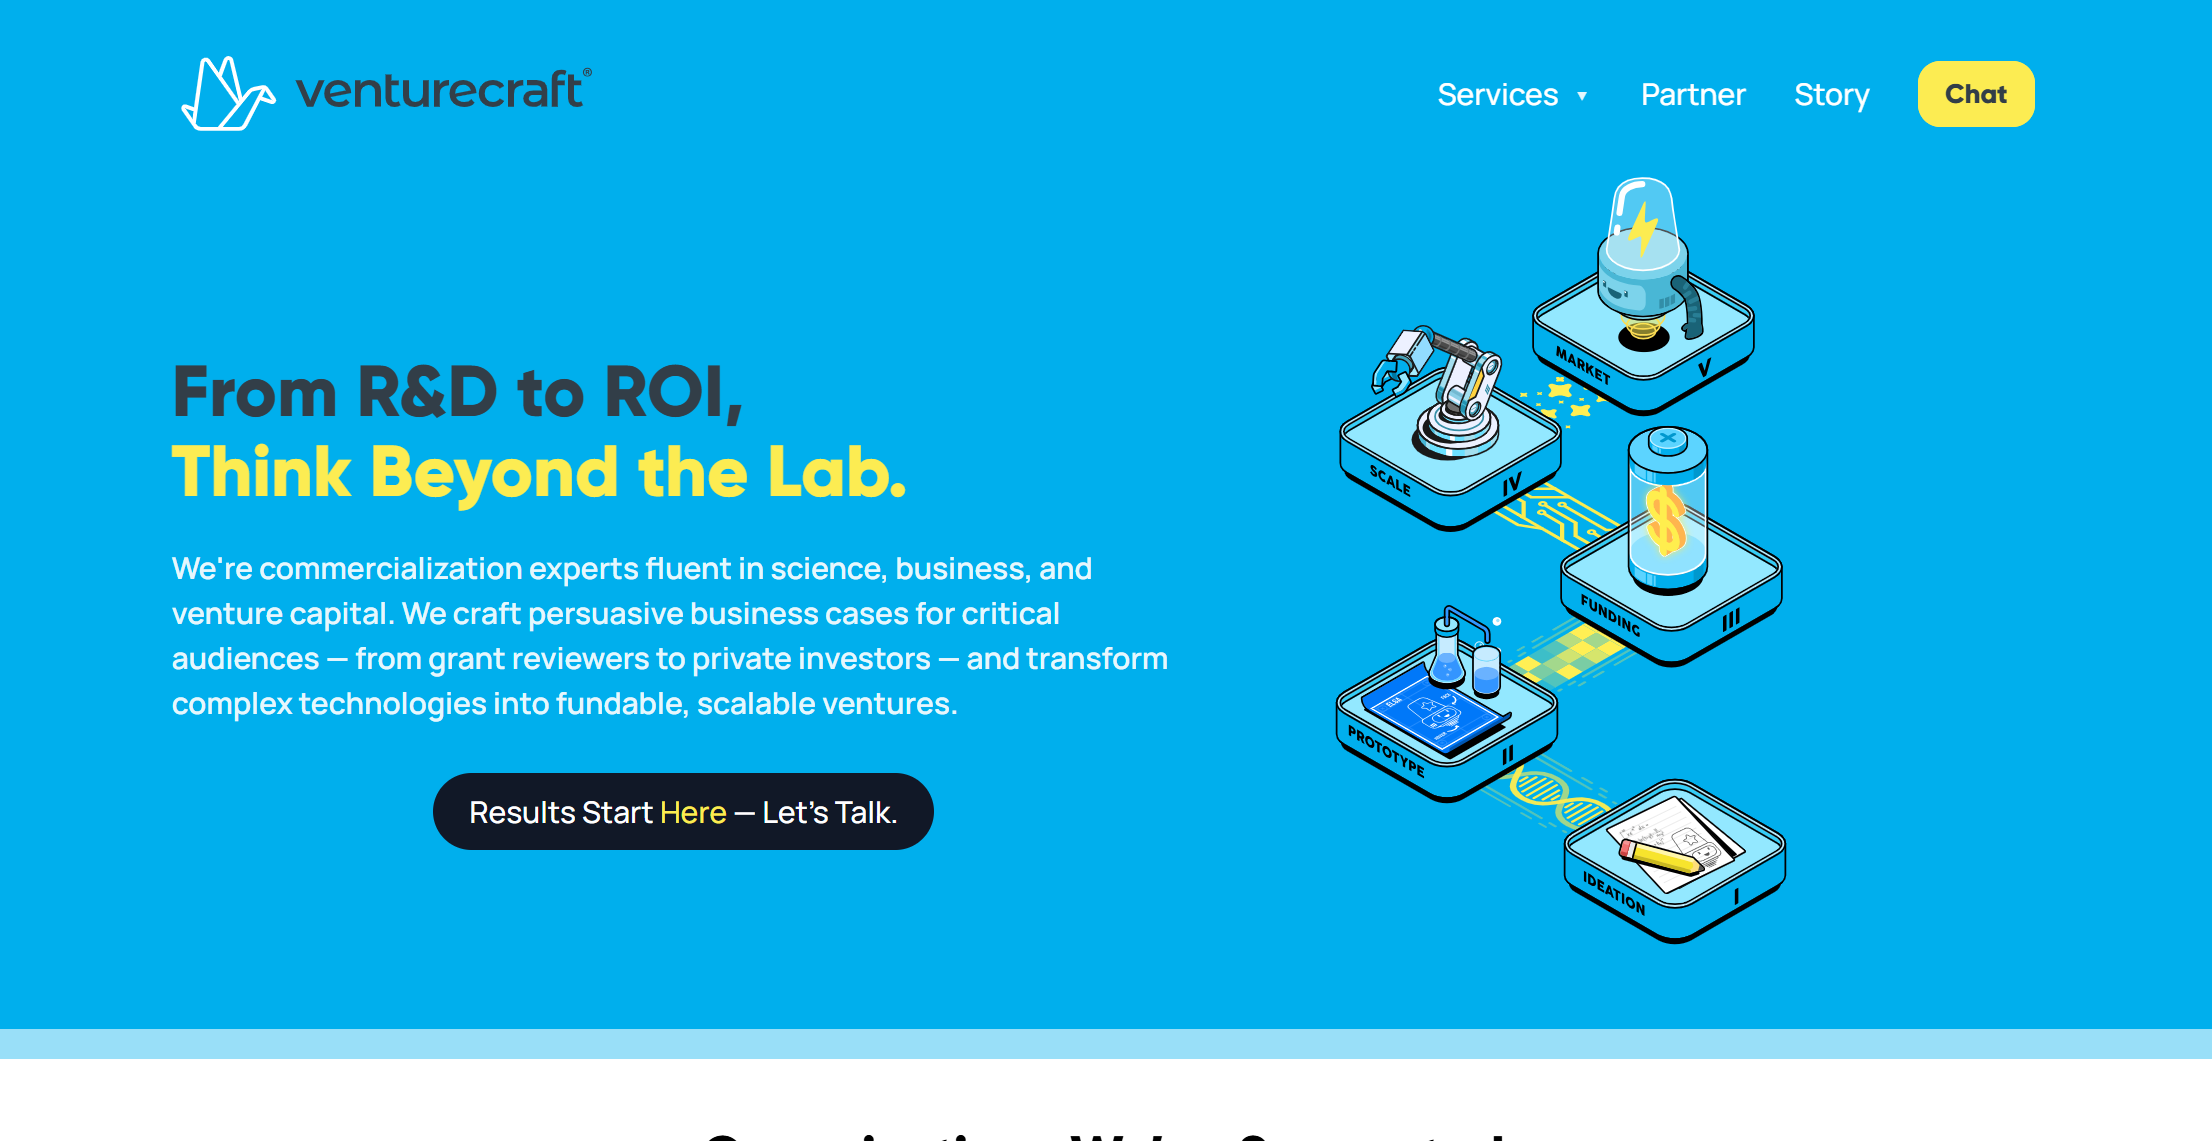 venturecraft®
Services ▼ Partner Story Chat
From R&D to ROI,
Think Beyond the Lab.
We're commercialization experts fluent in science, business, and
venture capital. We craft persuasive business cases for critical
audiences — from grant reviewers to private investors — and transform
complex technologies into fundable, scalable ventures.
Results Start Here — Let's Talk.
MARKET V
SCALE IV
FUNDING III
PROTOTYPE II
IDEATION I